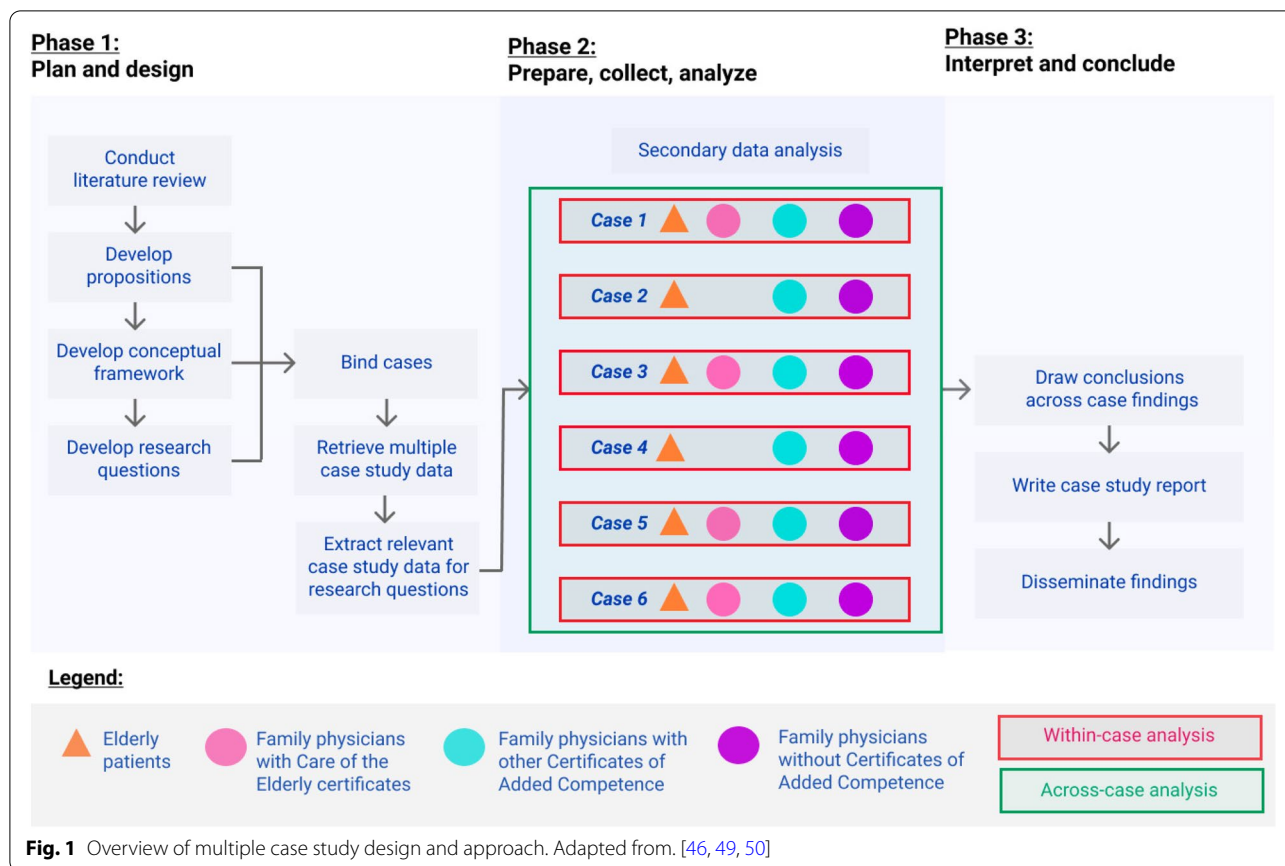 Phase 1:
Plan and design
Phase 2:
Prepare, collect, analyze
Phase 3:
Interpret and conclude
Conduct
literature review
Develop
propositions
Develop conceptual
framework
Develop research
questions
Bind cases
Retrieve multiple
case study data
Extract relevant
case study data for
research questions
Secondary data analysis
Case 1
Case 2
Case 3
Case 4
Case 5
Case 6
Draw conclusions
across case findings
Write case study report
Disseminate findings
Legend:
Elderly
patients
Family physicians
with Care of the
Elderly certificates
Family physicians with
other Certificates of
Added Competence
Family physicians
without Certificates of
Added Competence
Within-case analysis
Across-case analysis
Fig. 1 Overview of multiple case study design and approach. Adapted from. [46, 49, 50]